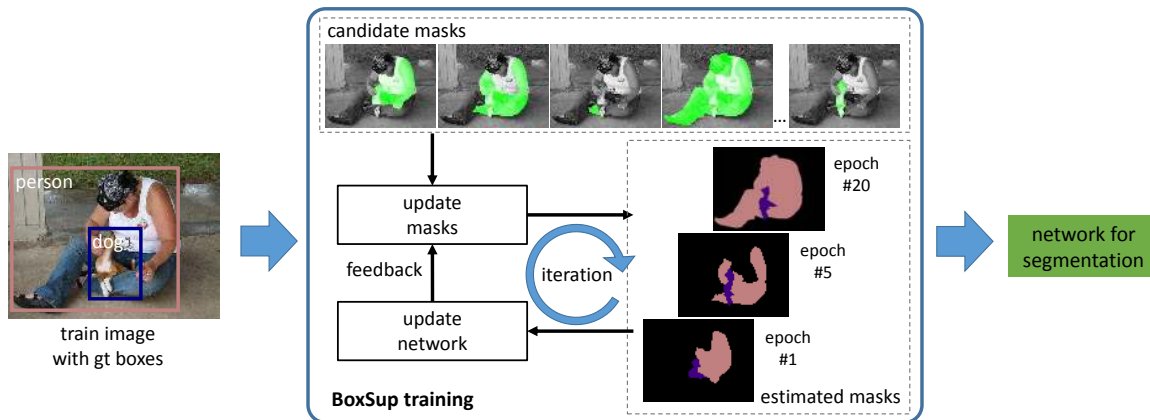 candidate masks
...
person
dog
train image
with gt boxes
update
masks
feedback
iteration
update
network
BoxSup training
epoch
#20
epoch
#5
epoch
#1
estimated masks
network for
segmentation